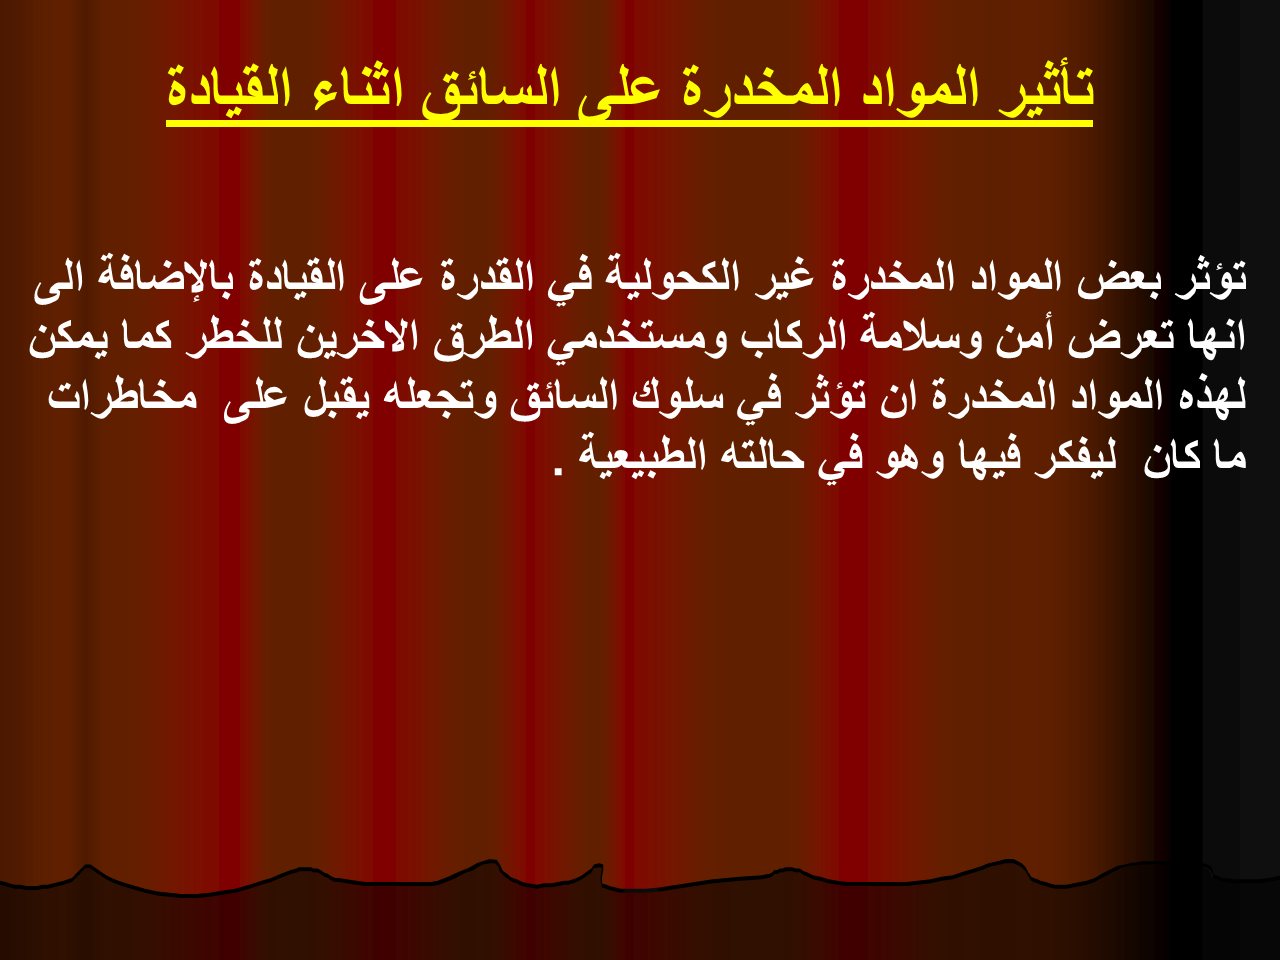 تأثير المواد المخدرة على السائق اثناء القيادة
تؤثر بعض المواد المخدرة غير الكحولية في القدرة على القيادة بالإضافة الى
انها تعرض أمن وسلامة الركاب ومستخدمي الطرق الاخرين للخطر كما يمكن
لهذه المواد المخدرة ان تؤثر في سلوك السائق وتجعله يقبل على مخاطرات
ما كان ليفكر فيها وهو في حالته الطبيعية .